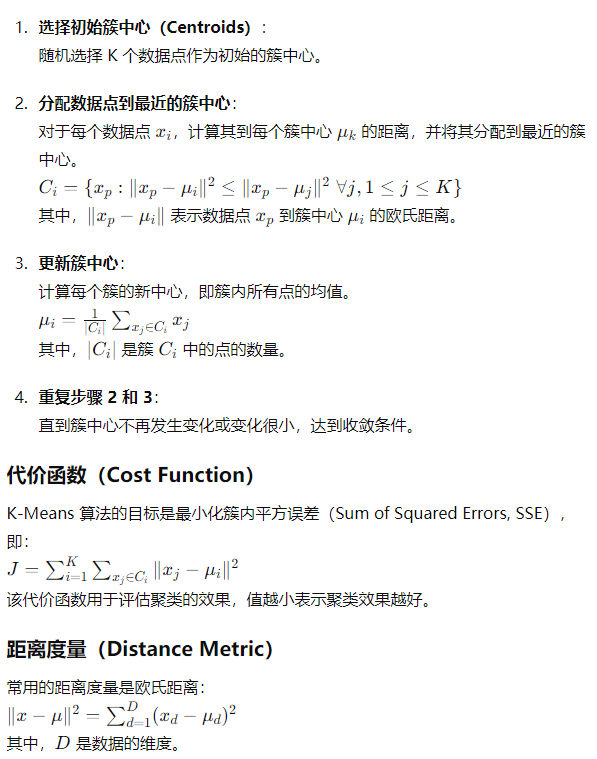 1. 选择初始簇中心（Centroids）：
随机选择 K 个数据点作为初始的簇中心。
2. 分配数据点到最近的簇中心：
对于每个数据点 $x_i$，计算其到每个簇中心 $\mu_k$ 的距离，并将其分配到最近的簇
中心。
$C_i = \{x_p : \|x_p - \mu_i\|^2 \leq \|x_p - \mu_j\|^2 \ \forall j, 1 \leq j \leq K\}$
其中，$\|x_p - \mu_i\|$ 表示数据点 $x_p$ 到簇中心 $\mu_i$ 的欧氏距离。
3. 更新簇中心：
计算每个簇的新中心，即簇内所有点的均值。
$\mu_i = \frac{1}{|C_i|} \sum_{x_j \in C_i} x_j$
其中，$|C_i|$ 是簇 $C_i$ 中的点的数量。
4. 重复步骤 2 和 3：
直到簇中心不再发生变化或变化很小，达到收敛条件。
代价函数（Cost Function）
K-Means 算法的目标是最小化簇内平方误差（Sum of Squared Errors, SSE），
即：
$J = \sum_{i=1}^{K} \sum_{x_j \in C_i} \|x_j - \mu_i\|^2$
该代价函数用于评估聚类的效果，值越小表示聚类效果越好。
距离度量（Distance Metric）
常用的距离度量是欧氏距离：
$\|x - \mu\|^2 = \sum_{d=1}^{D} (x_d - \mu_d)^2$
其中，$D$ 是数据的维度。